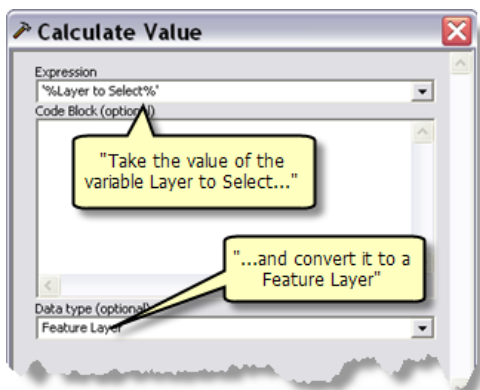 Calculate Value
Expression
'%Layer to Select%'
Code Block (optional)
"Take the value of the
variable Layer to Select..."
"...and convert it to a
Feature Layer"
Data type (optional)
Feature Layer